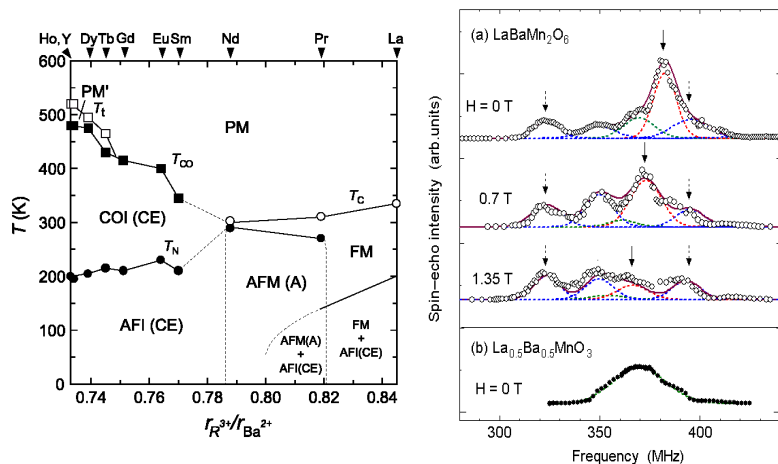 Ho,Y Dy Tb Gd Eu Sm Nd Pr La
600
500
400
300
200
100
0
T (K)
PM'
Tt
PM
TCO
COI (CE)
TC
TN
FM
AFM (A)
AFI (CE)
AFM(A)
+
AFI(CE)
FM
+
AFI(CE)
0.74 0.76 0.78 0.80 0.82 0.84
rR3+/rBa2+
(a) LaBaMn2O6
H = 0 T
0.7 T
1.35 T
(b) La0.5Ba0.5MnO3
H = 0 T
Spin-echo intensity (arb.units)
300 350 400
Frequency (MHz)